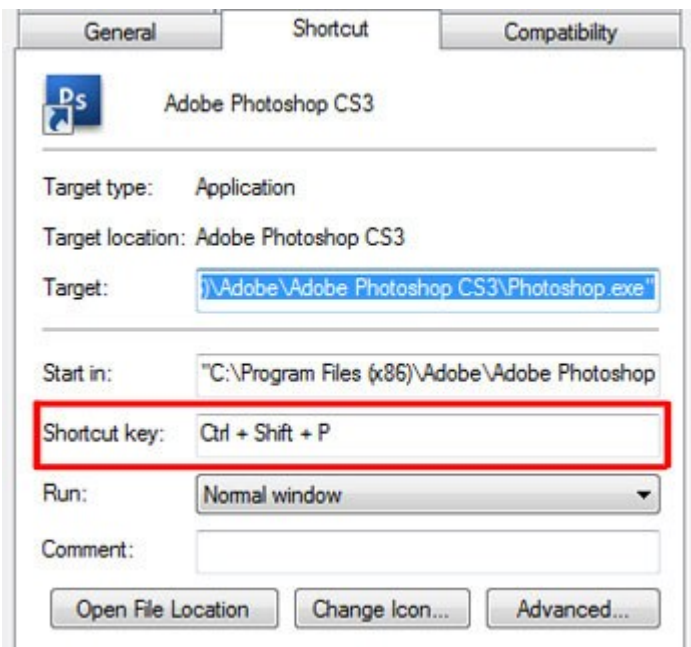 General Shortcut Compatibility
Ps
Adobe Photoshop CS3
Target type: Application
Target location: Adobe Photoshop CS3
Target: )\Adobe\Adobe Photoshop CS3\Photoshop.exe"
Start in: "C:\Program Files (x86)\Adobe\Adobe Photoshop
Shortcut key: Ctrl + Shift + P
Run: Normal window
Comment:
Open File Location Change Icon... Advanced...